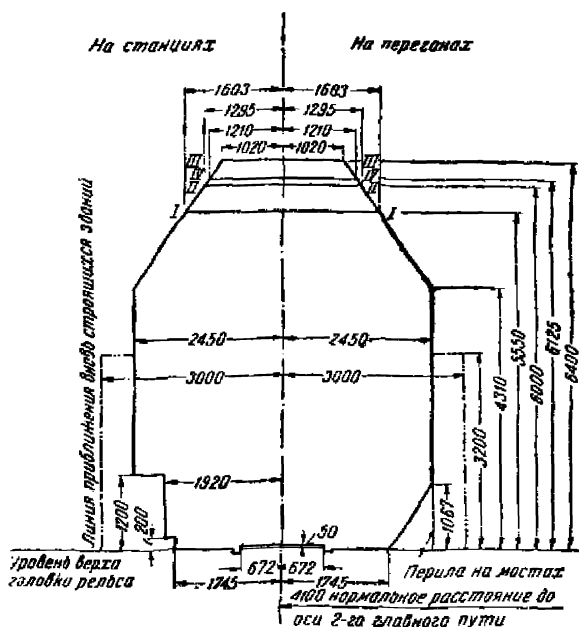 На станциях
На перегонах
1603
1683
1295
1295
1210
1210
1020
1020
III
III
IV
IV
II
II
I
I
2450
2450
3000
3000
1920
Линия приближения вновь строящихся зданий
1200
200
50
1067
3200
4310
5550
6000
6125
6400
Уровень верха
головки рельса
672
672
1745
1745
Перила на мостах
4100 нормальное расстояние до
оси 2-го главного пути